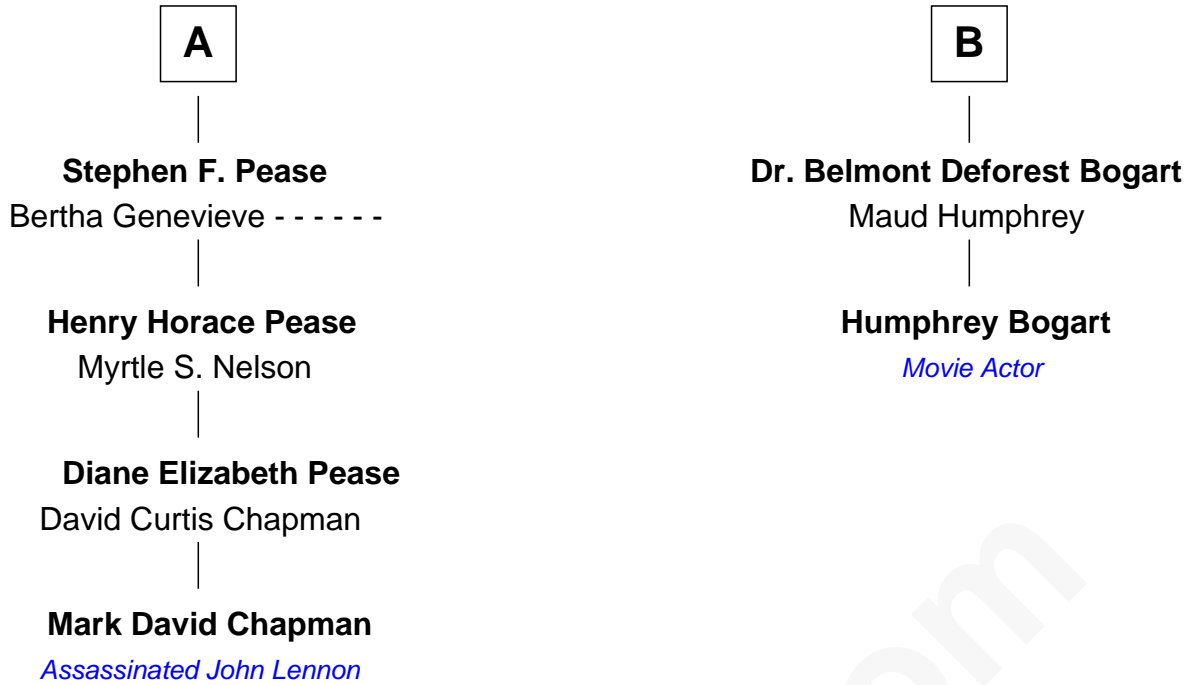 A
Stephen F. Pease
Bertha Genevieve - - - - - -
Henry Horace Pease
Myrtle S. Nelson
Diane Elizabeth Pease
David Curtis Chapman
Mark David Chapman
Assassinated John Lennon
B
Dr. Belmont Deforest Bogart
Maud Humphrey
Humphrey Bogart
Movie Actor
om